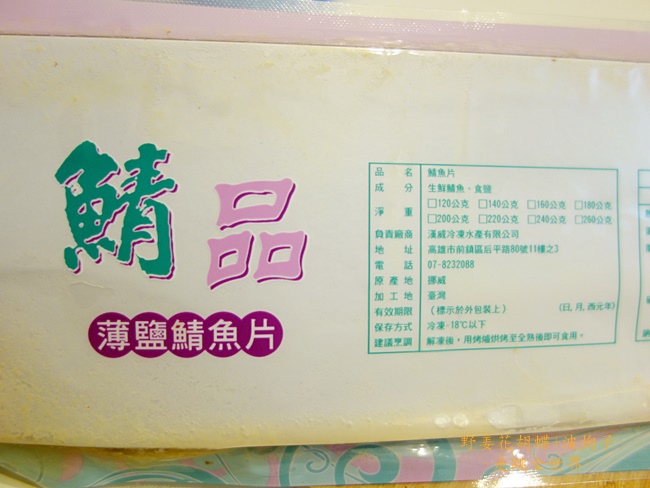 鯖品
薄鹽鯖魚片
品 名 鯖魚片
成 分 生鮮鯖魚、食鹽
淨 重 □120公克 □140公克 □160公克 □180公克
□200公克 □220公克 □240公克 □260公克
負責廠商 漢威冷凍水產有限公司
地 址 高雄市前鎮區后平路80號11樓之3
電 話 07-8232088
原 產 地 挪威
加 工 地 臺灣
有效期限 (標示於外包裝上) (日,月,西元年)
保存方式 冷凍-18℃以下
建議烹調 解凍後,用烤爐烘烤至全熟後即可食用。
野姜花胡蝶